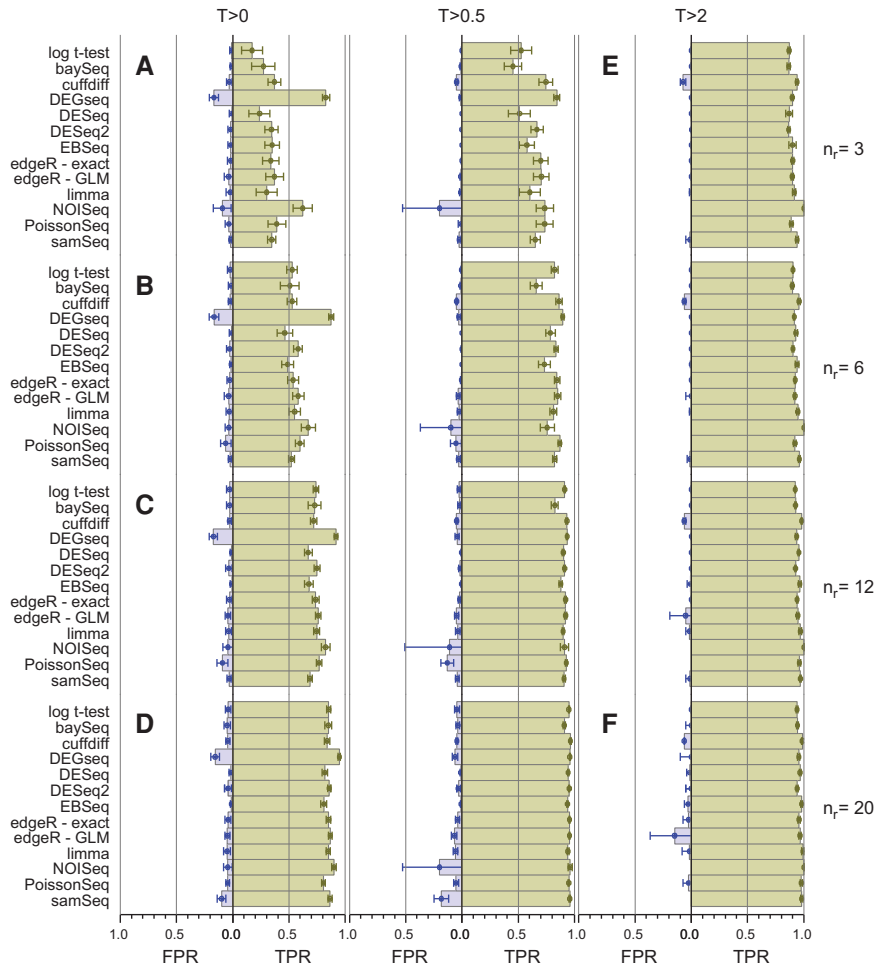 T>0 T>0.5 T>2
A E
log t-test
baySeq
cuffdiff
DEGseq
DESeq
DESeq2
EBSeq
edgeR - exact
edgeR - GLM
limma
NOISeq
PoissonSeq
samSeq
nr= 3
B
log t-test
baySeq
cuffdiff
DEGseq
DESeq
DESeq2
EBSeq
edgeR - exact
edgeR - GLM
limma
NOISeq
PoissonSeq
samSeq
nr= 6
C
log t-test
baySeq
cuffdiff
DEGseq
DESeq
DESeq2
EBSeq
edgeR - exact
edgeR - GLM
limma
NOISeq
PoissonSeq
samSeq
nr= 12
D F
log t-test
baySeq
cuffdiff
DEGseq
DESeq
DESeq2
EBSeq
edgeR - exact
edgeR - GLM
limma
NOISeq
PoissonSeq
samSeq
nr= 20
1.0 0.5 0.0 0.5 1.0 0.5 0.0 0.5 1.0 0.5 0.0 0.5 1.0
FPR TPR FPR TPR FPR TPR